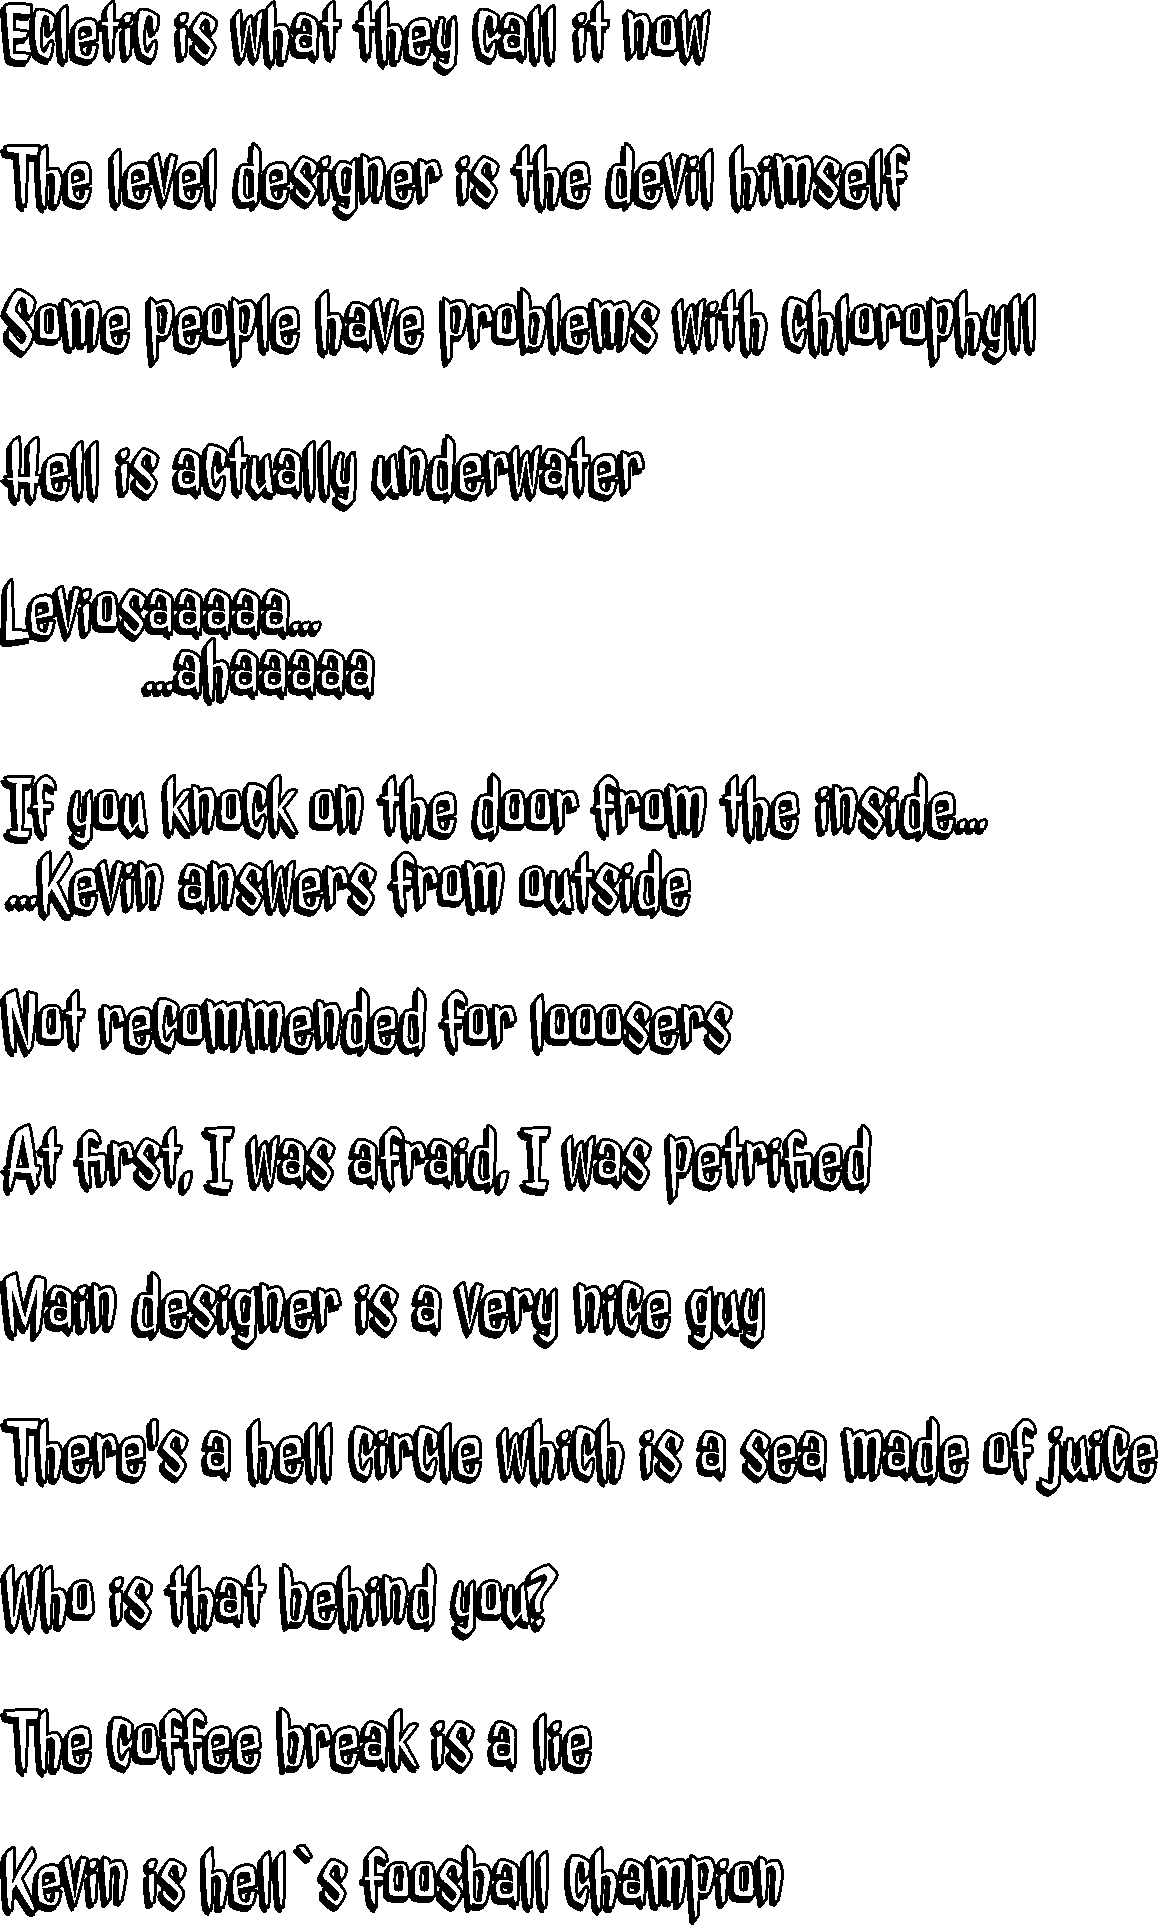 Ecletic is what they call it now
The level designer is the devil himself
Some people have problems with chlorophyll
Hell is actually underwater
Leviosaaaaa...
...ahaaaaa
If you knock on the door from the inside...
...Kevin answers from outside
Not recommended for looosers
At first, I was afraid, I was petrified
Main designer is a very nice guy
There's a hell circle which is a sea made of juice
Who is that behind you?
The coffee break is a lie
Kevin is hell`s foosball champion